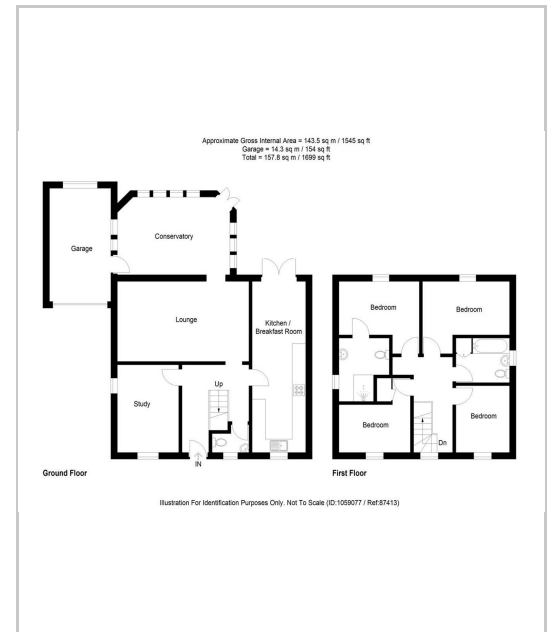 Approximate Gross Internal Area = 143.5 sq m / 1545 sq ft
Garage = 14.3 sq m / 154 sq ft
Total = 157.8 sq m / 1699 sq ft
Conservatory
Garage
Lounge
Kitchen /
Breakfast Room
Up
Study
IN
Ground Floor
Bedroom
Bedroom
Bedroom
Bedroom
Dn
First Floor
Illustration For Identification Purposes Only. Not To Scale (ID:1059077 / Ref:87413)